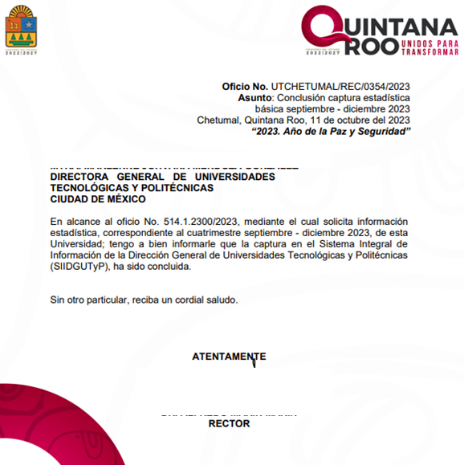 2022 / 2027
QUINTANA
ROO
UNIDOS PARA
TRANSFORMAR
2022 / 2027
Oficio No. UTCHETUMAL/REC/0354/2023
Asunto: Conclusión captura estadística
básica septiembre - diciembre 2023
Chetumal, Quintana Roo, 11 de octubre del 2023
“2023. Año de la Paz y Seguridad”
DIRECTORA GENERAL DE UNIVERSIDADES
TECNOLÓGICAS Y POLITÉCNICAS
CIUDAD DE MÉXICO
En alcance al oficio No. 514.1.2300/2023, mediante el cual solicita información
estadística, correspondiente al cuatrimestre septiembre - diciembre 2023, de esta
Universidad; tengo a bien informarle que la captura en el Sistema Integral de
Información de la Dirección General de Universidades Tecnológicas y Politécnicas
(SIIDGUTyP), ha sido concluida.
Sin otro particular, reciba un cordial saludo.
ATENTAMENTE
RECTOR